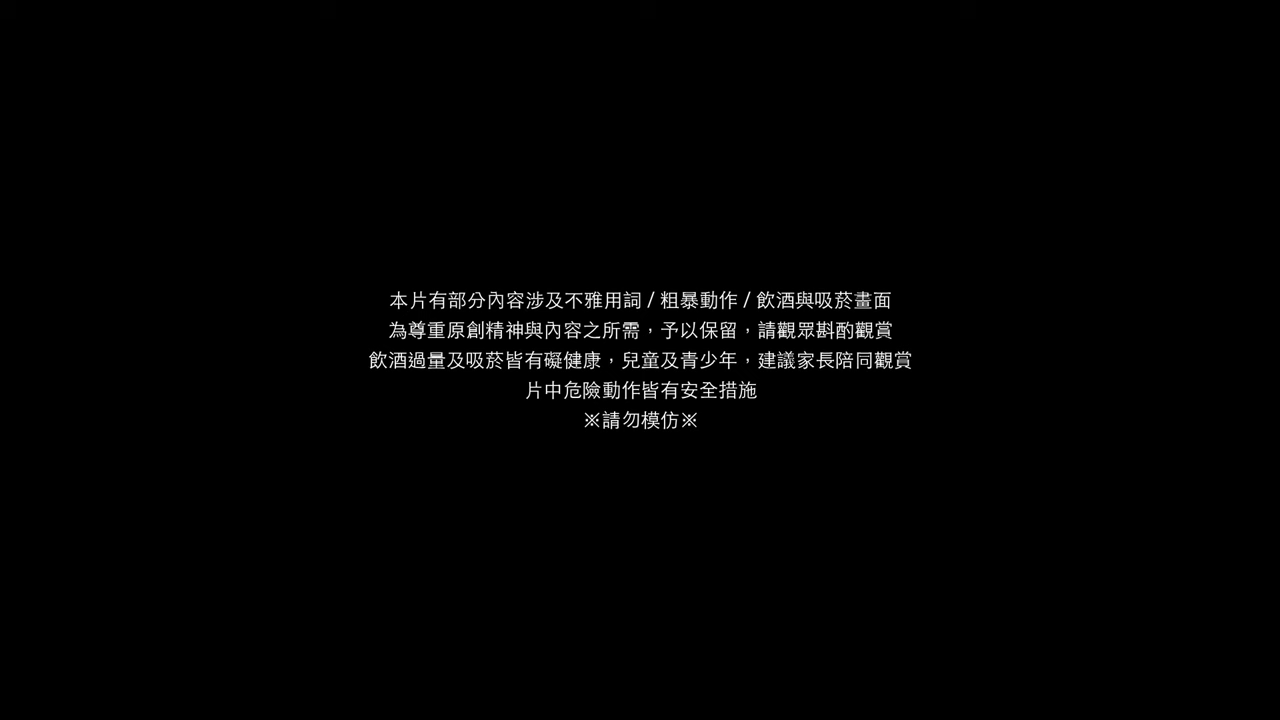 本片有部分內容涉及不雅用詞 / 粗暴動作 / 飲酒與吸菸畫面
為尊重原創精神與內容之所需，予以保留，請觀眾斟酌觀賞
飲酒過量及吸菸皆有礙健康，兒童及青少年，建議家長陪同觀賞
片中危險動作皆有安全措施
※請勿模仿※